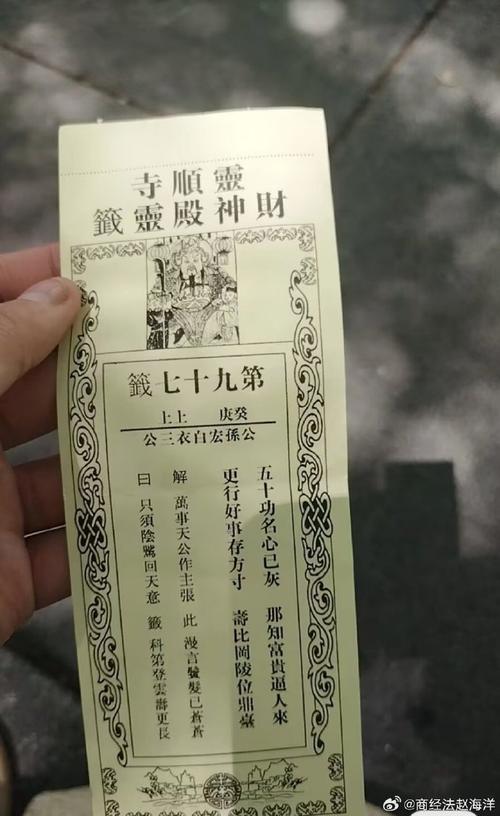 靈順寺
財神殿靈籤
第九十七籤
癸庚 上上
公孫宏白衣三公
五十功名心已灰 那知富貴逼人來
更行好事存方寸 壽比岡陵位鼎臺
解 萬事天公作主張 此 漫言鬢髮已蒼蒼
曰 只須陰騭回天意 籤 科第登雲壽更長
@商经法赵海洋